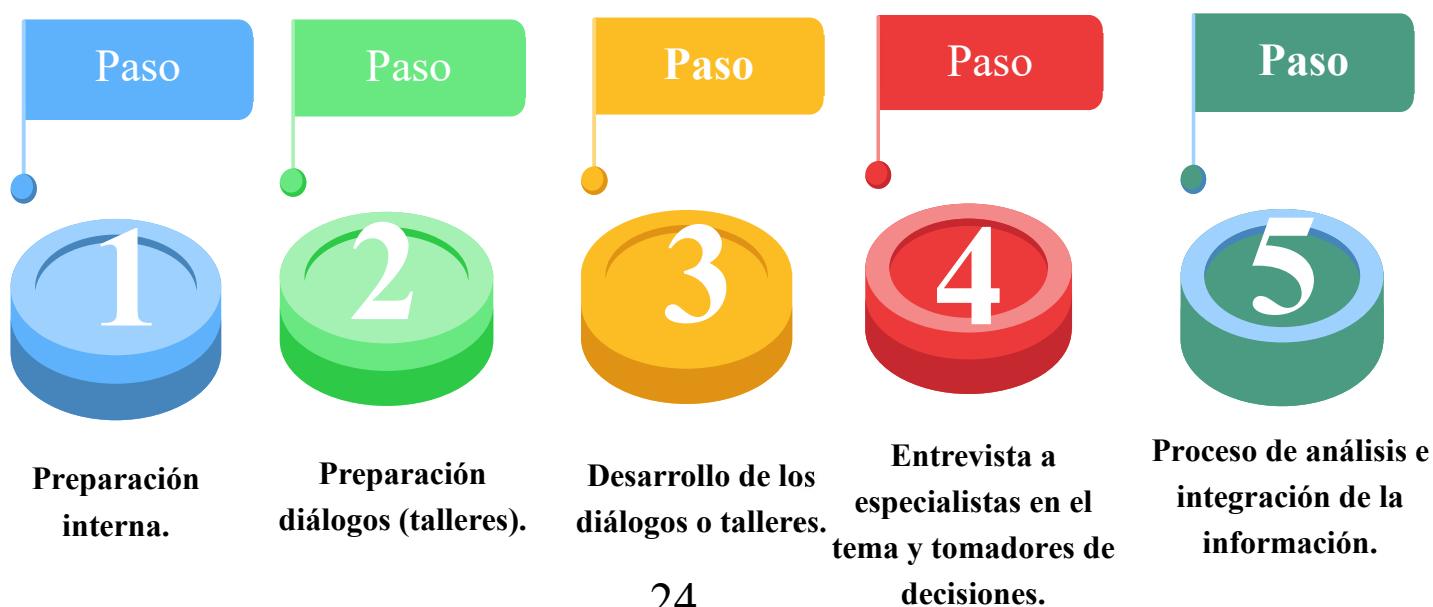 Paso
1
Preparación
interna.
Paso
2
Preparación
diálogos (talleres).
Paso
3
Desarrollo de los
diálogos o talleres.
Paso
4
Entrevista a
especialistas en el
tema y tomadores de
decisiones.
Paso
5
Proceso de análisis e
integración de la
información.
24